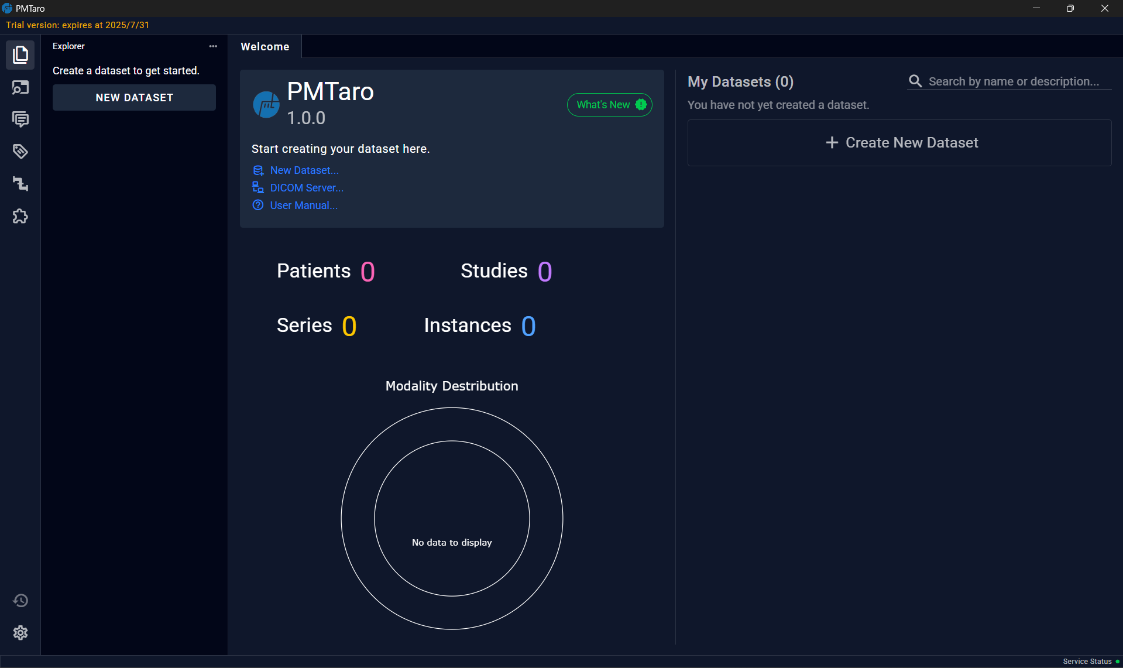 PMTaro
Trial version: expires at 2025/7/31
Explorer
Create a dataset to get started.
NEW DATASET
Welcome
PMTaro
1.0.0
What's New
Start creating your dataset here.
New Dataset...
DICOM Server...
User Manual...
Patients 0
Studies 0
Series 0
Instances 0
Modality Destribution
No data to display
My Datasets (0)
Search by name or description...
You have not yet created a dataset.
Create New Dataset
Service Status